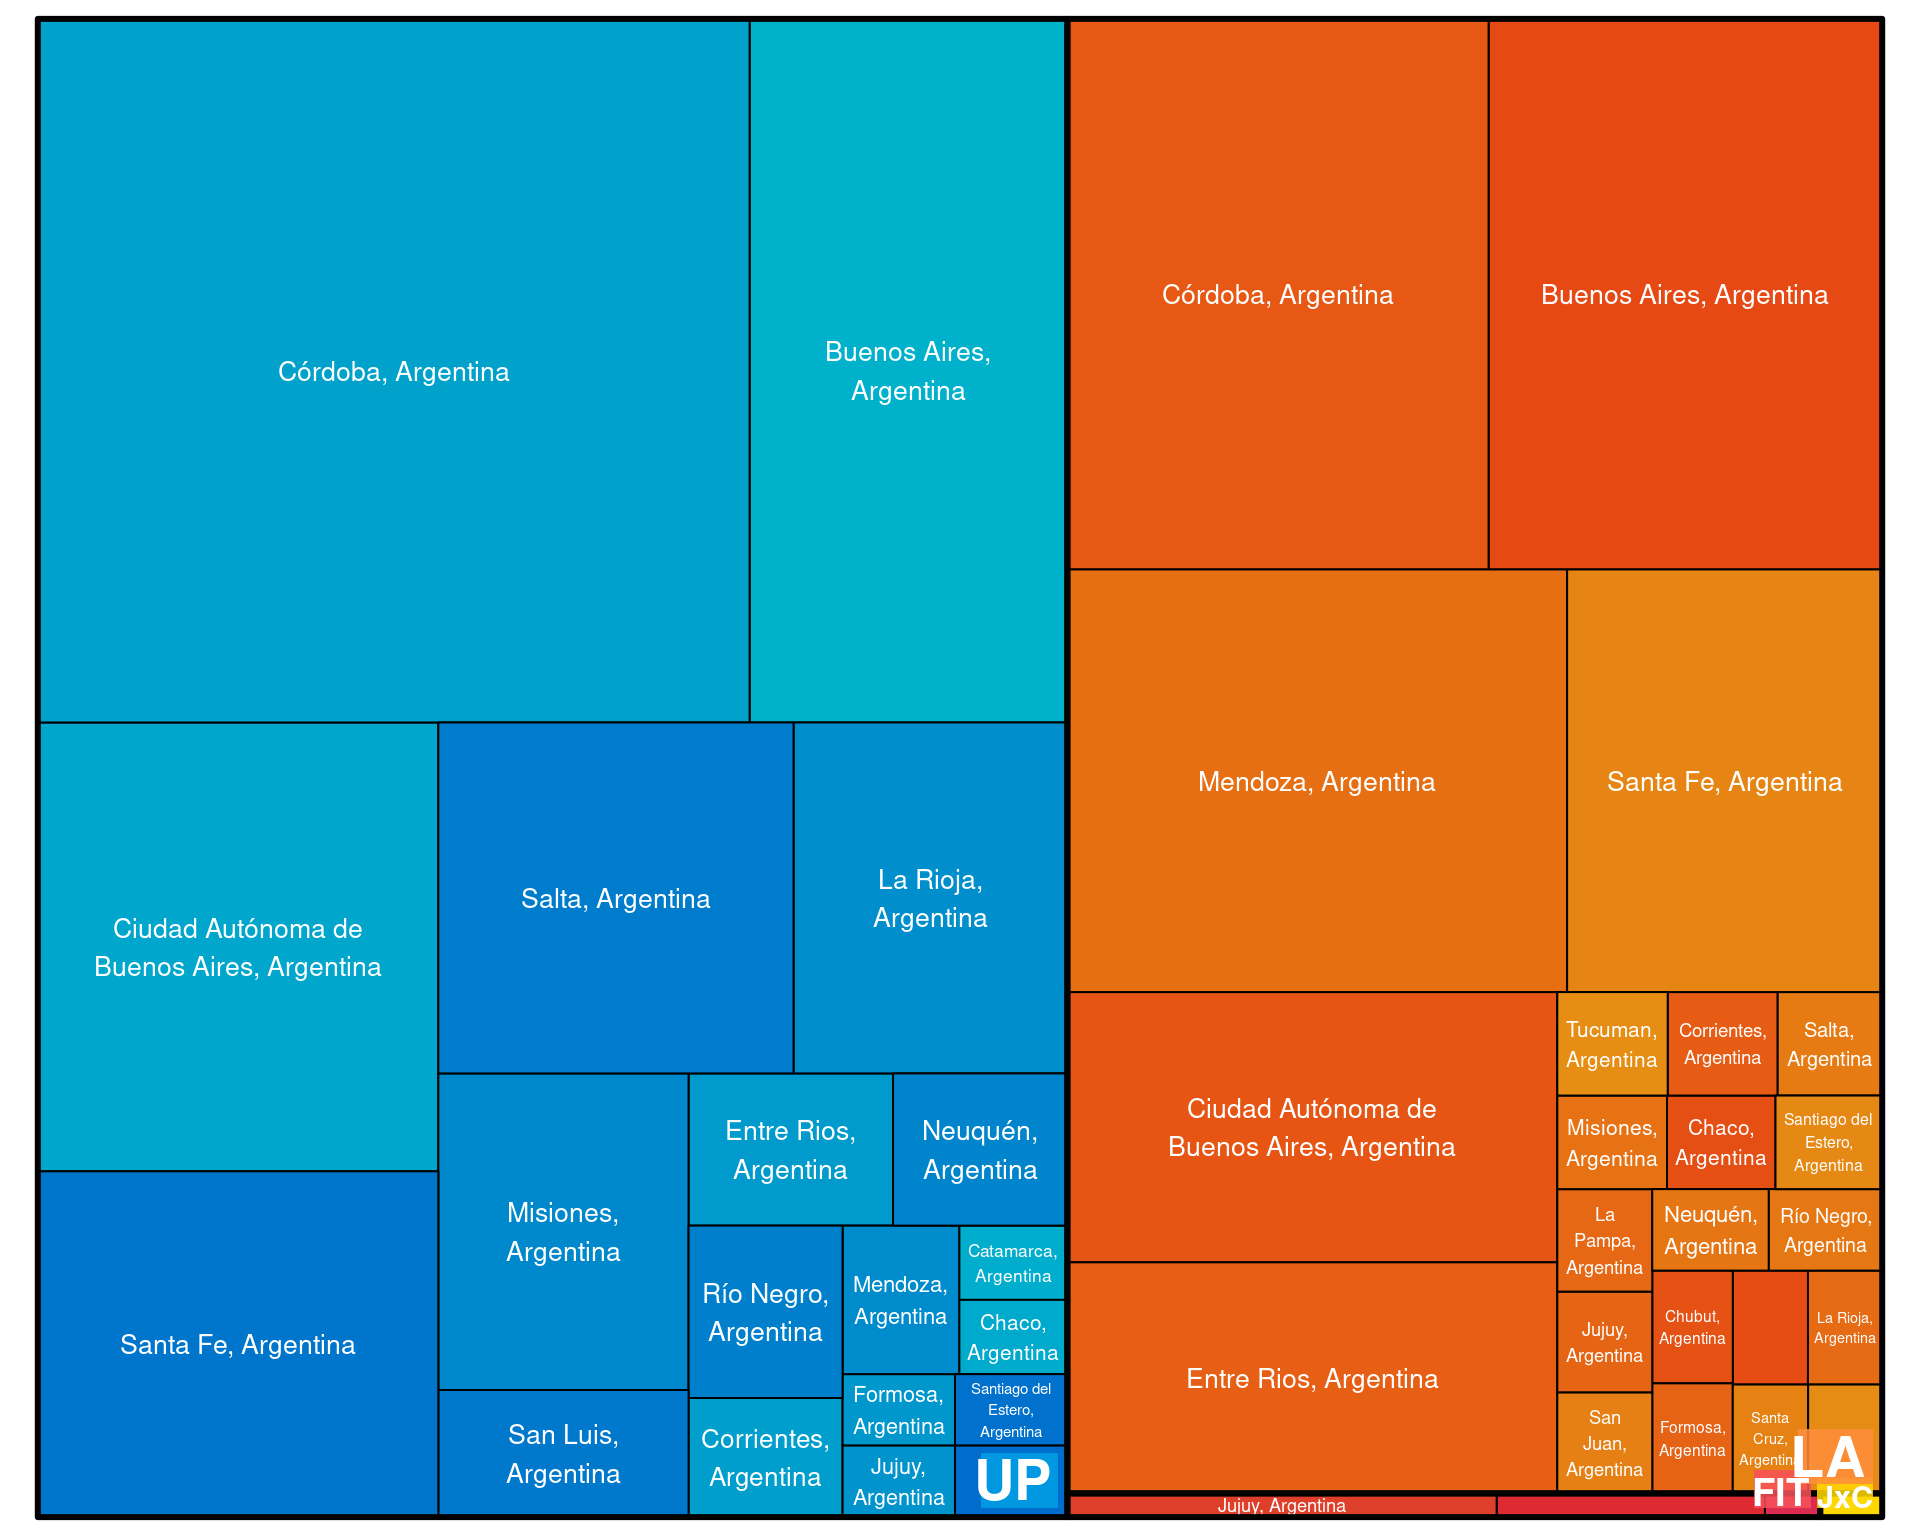 Córdoba, Argentina
Buenos Aires,
Argentina
Ciudad Autónoma de
Buenos Aires, Argentina
Salta, Argentina
La Rioja,
Argentina
Santa Fe, Argentina
Misiones,
Argentina
San Luis,
Argentina
Entre Rios,
Argentina
Neuquén,
Argentina
Río Negro,
Argentina
Corrientes,
Argentina
Mendoza,
Argentina
Catamarca,
Argentina
Chaco,
Argentina
Formosa,
Argentina
Santiago del
Estero,
Argentina
Jujuy,
Argentina
UP
Córdoba, Argentina
Buenos Aires, Argentina
Mendoza, Argentina
Santa Fe, Argentina
Ciudad Autónoma de
Buenos Aires, Argentina
Entre Rios, Argentina
Tucuman,
Argentina
Corrientes,
Argentina
Salta,
Argentina
Misiones,
Argentina
Chaco,
Argentina
Santiago del
Estero,
Argentina
La
Pampa,
Argentina
Neuquén,
Argentina
Río Negro,
Argentina
Jujuy,
Argentina
Chubut,
Argentina
La Rioja,
Argentina
San
Juan,
Argentina
Formosa,
Argentina
Santa
Cruz,
Argentina
LA
Jujuy, Argentina
FIT
JxC